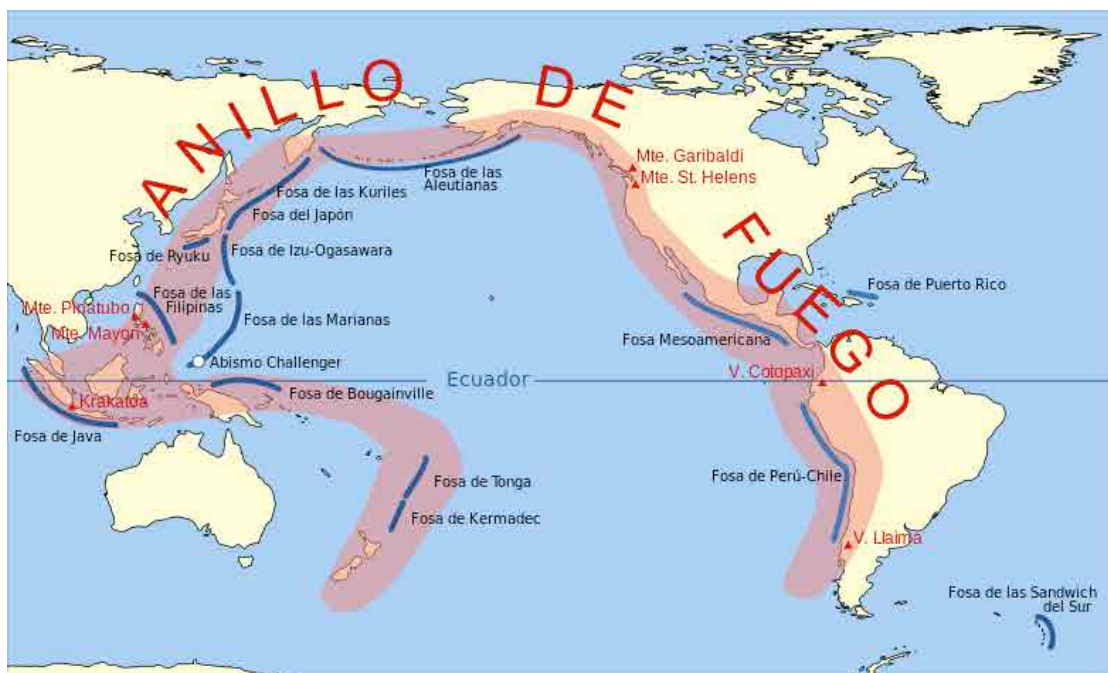 ANILLO DE FUEGO
Mte. Garibaldi
Mte. St. Helens
Fosa de las
Aleutianas
Fosa de las Kuriles
Fosa del Japón
Fosa de Izu-Ogasawara
Fosa de Ryuku
Fosa de las
Filipinas
Mte. Pinatubo
Mte. Mayon
Fosa de las Marianas
Abismo Challenger
Fosa de Puerto Rico
Fosa Mesoamericana
V. Cotopaxi
Ecuador
Krakatoa
Fosa de Bougainville
Fosa de Java
Fosa de Tonga
Fosa de Kermadec
Fosa de Perú-Chile
V. Llaima
Fosa de las Sandwich
del Sur